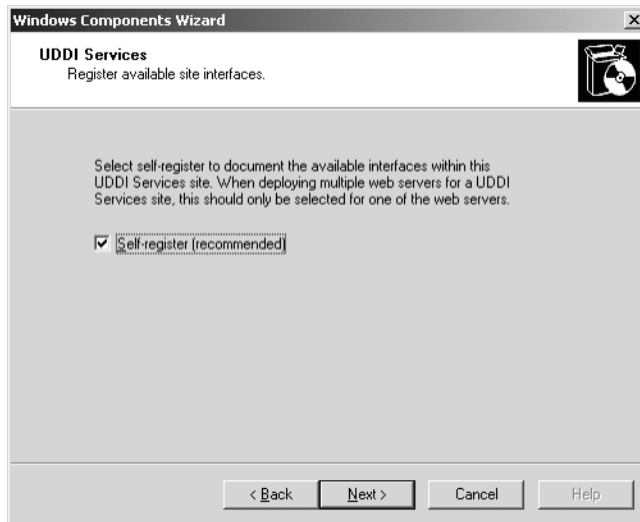 Windows Components Wizard
UDDI Services
Register available site interfaces.
Select self-register to document the available interfaces within this
UDDI Services site. When deploying multiple web servers for a UDDI
Services site, this should only be selected for one of the web servers.
Self-register (recommended)
< Back
Next >
Cancel
Help